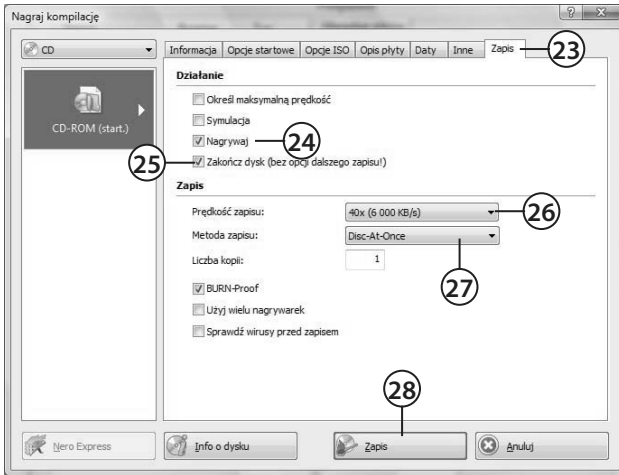 Nagraj kompilację
CD
Informacja Opcje startowe Opcje ISO Opis płyty Daty Inne Zapis 23
CD-ROM (start.)
Działanie
Określ maksymalną prędkość
Symulacja
Nagrywaj 24
25 Zakończ dysk (bez opcji dalszego zapisu!)
Zapis
Prędkość zapisu: 40x (6 000 KB/s) 26
Metoda zapisu: Disc-At-Once
27
Liczba kopii: 1
BURN-Proof
Użyj wielu nagrywarek
Sprawdź wirusy przed zapisem
28
Nero Express Info o dysku Zapis Anuluj